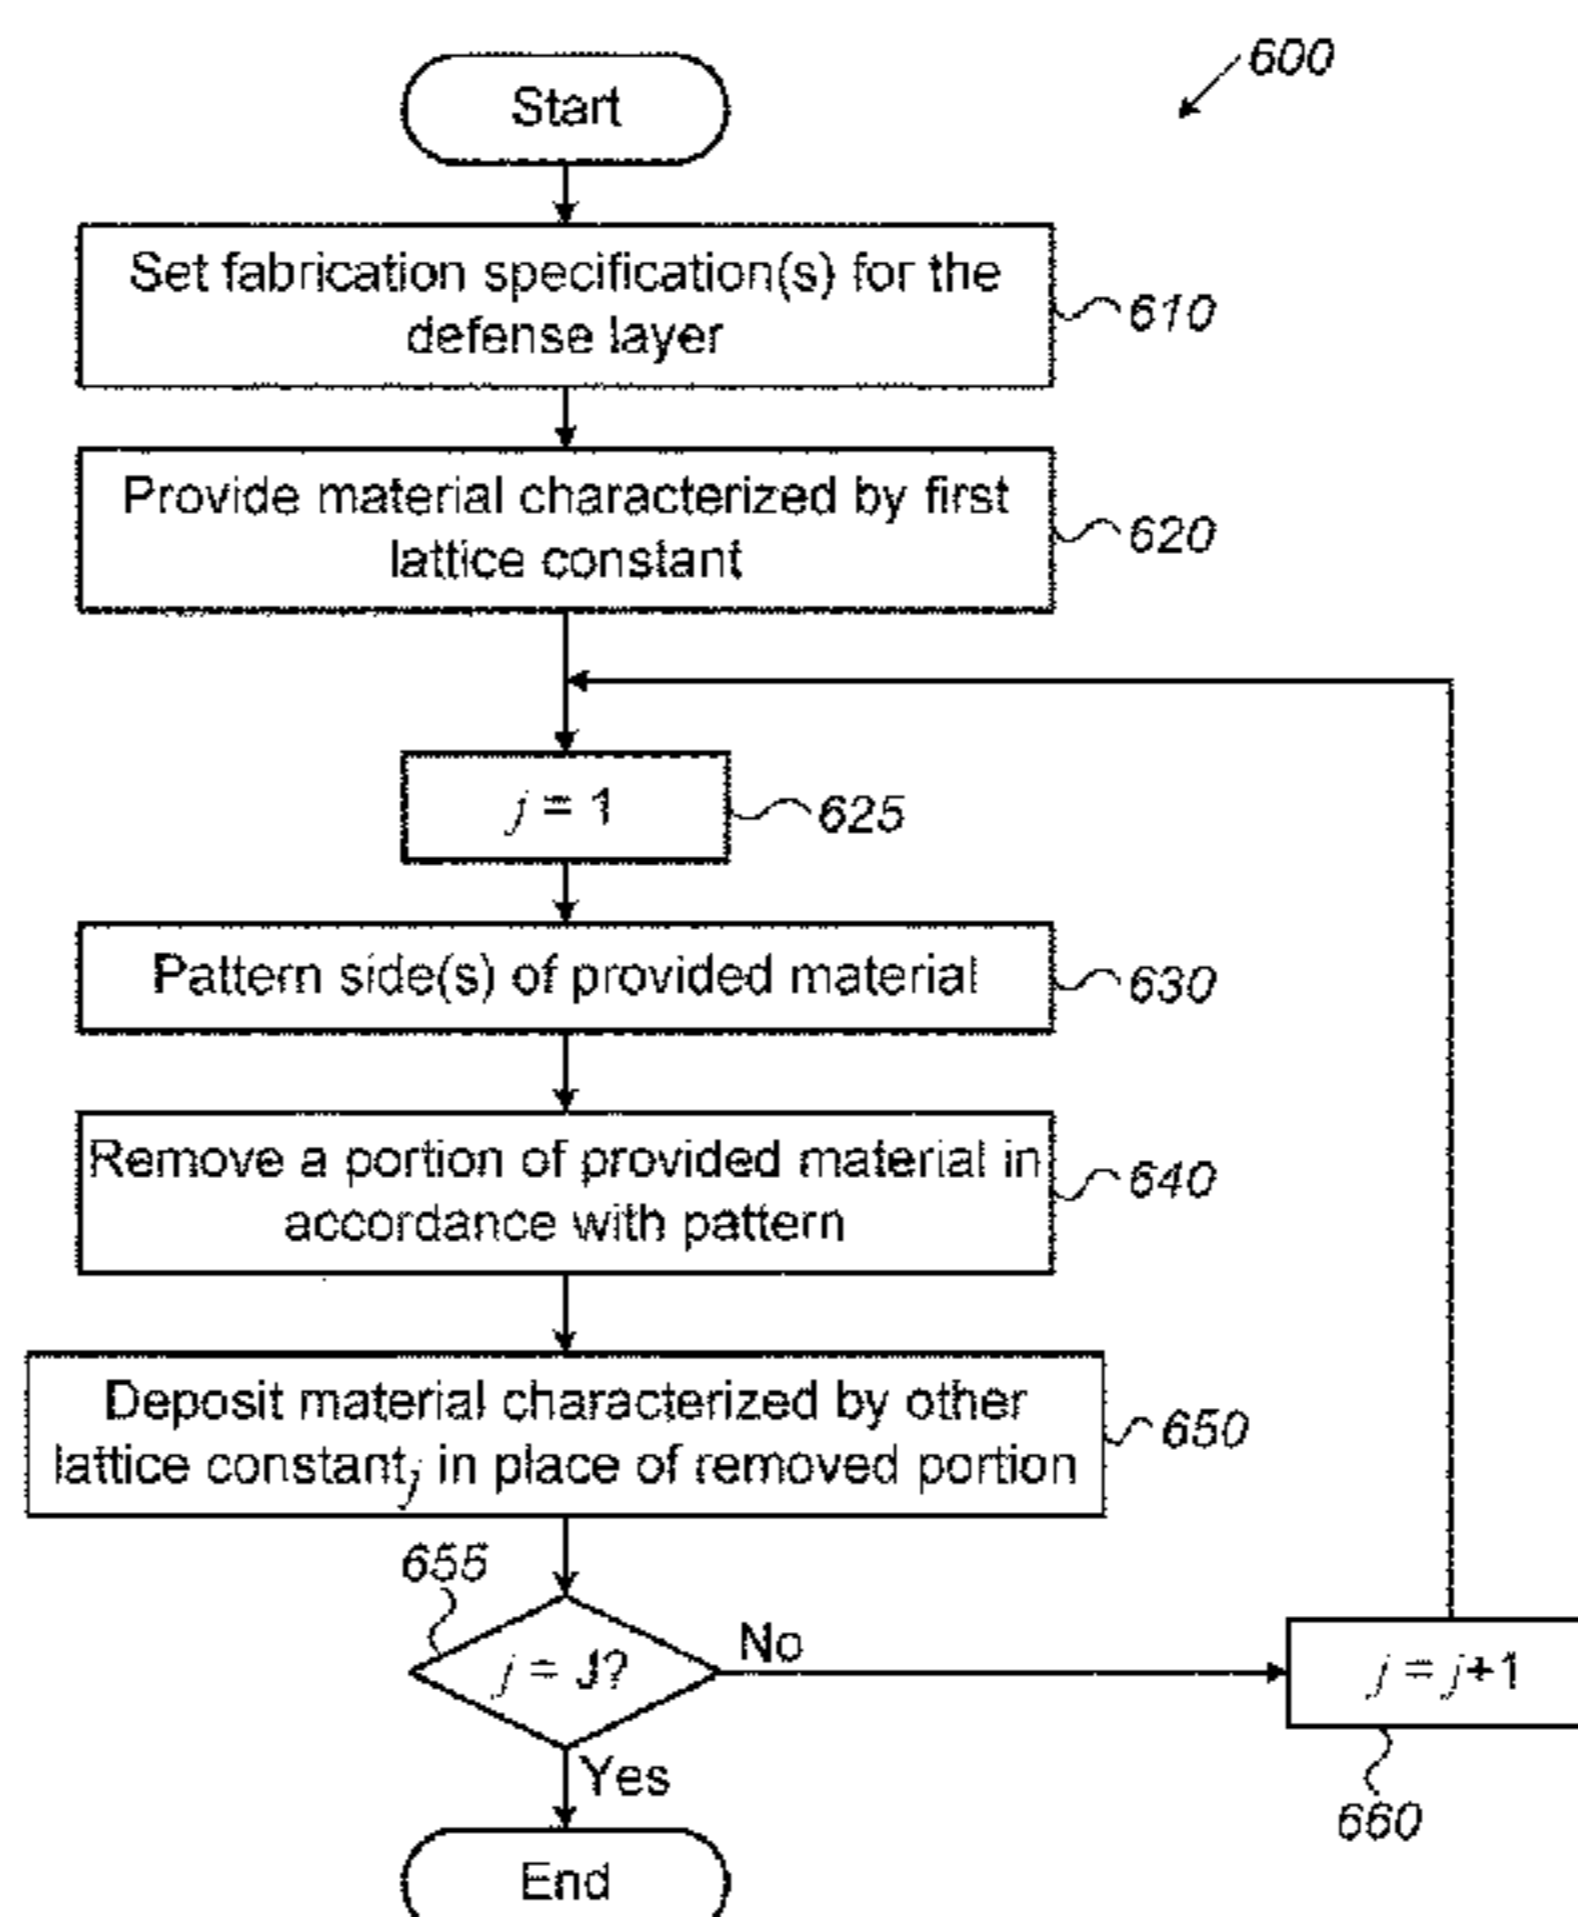 600
Start
Set fabrication specification(s) for the
defense layer
610
Provide material characterized by first
lattice constant
620
j = 1
625
Pattern side(s) of provided material
630
Remove a portion of provided material in
accordance with pattern
640
Deposit material characterized by other
lattice constantj in place of removed portion
650
655
j = J?
No
j = j+1
Yes
660
End